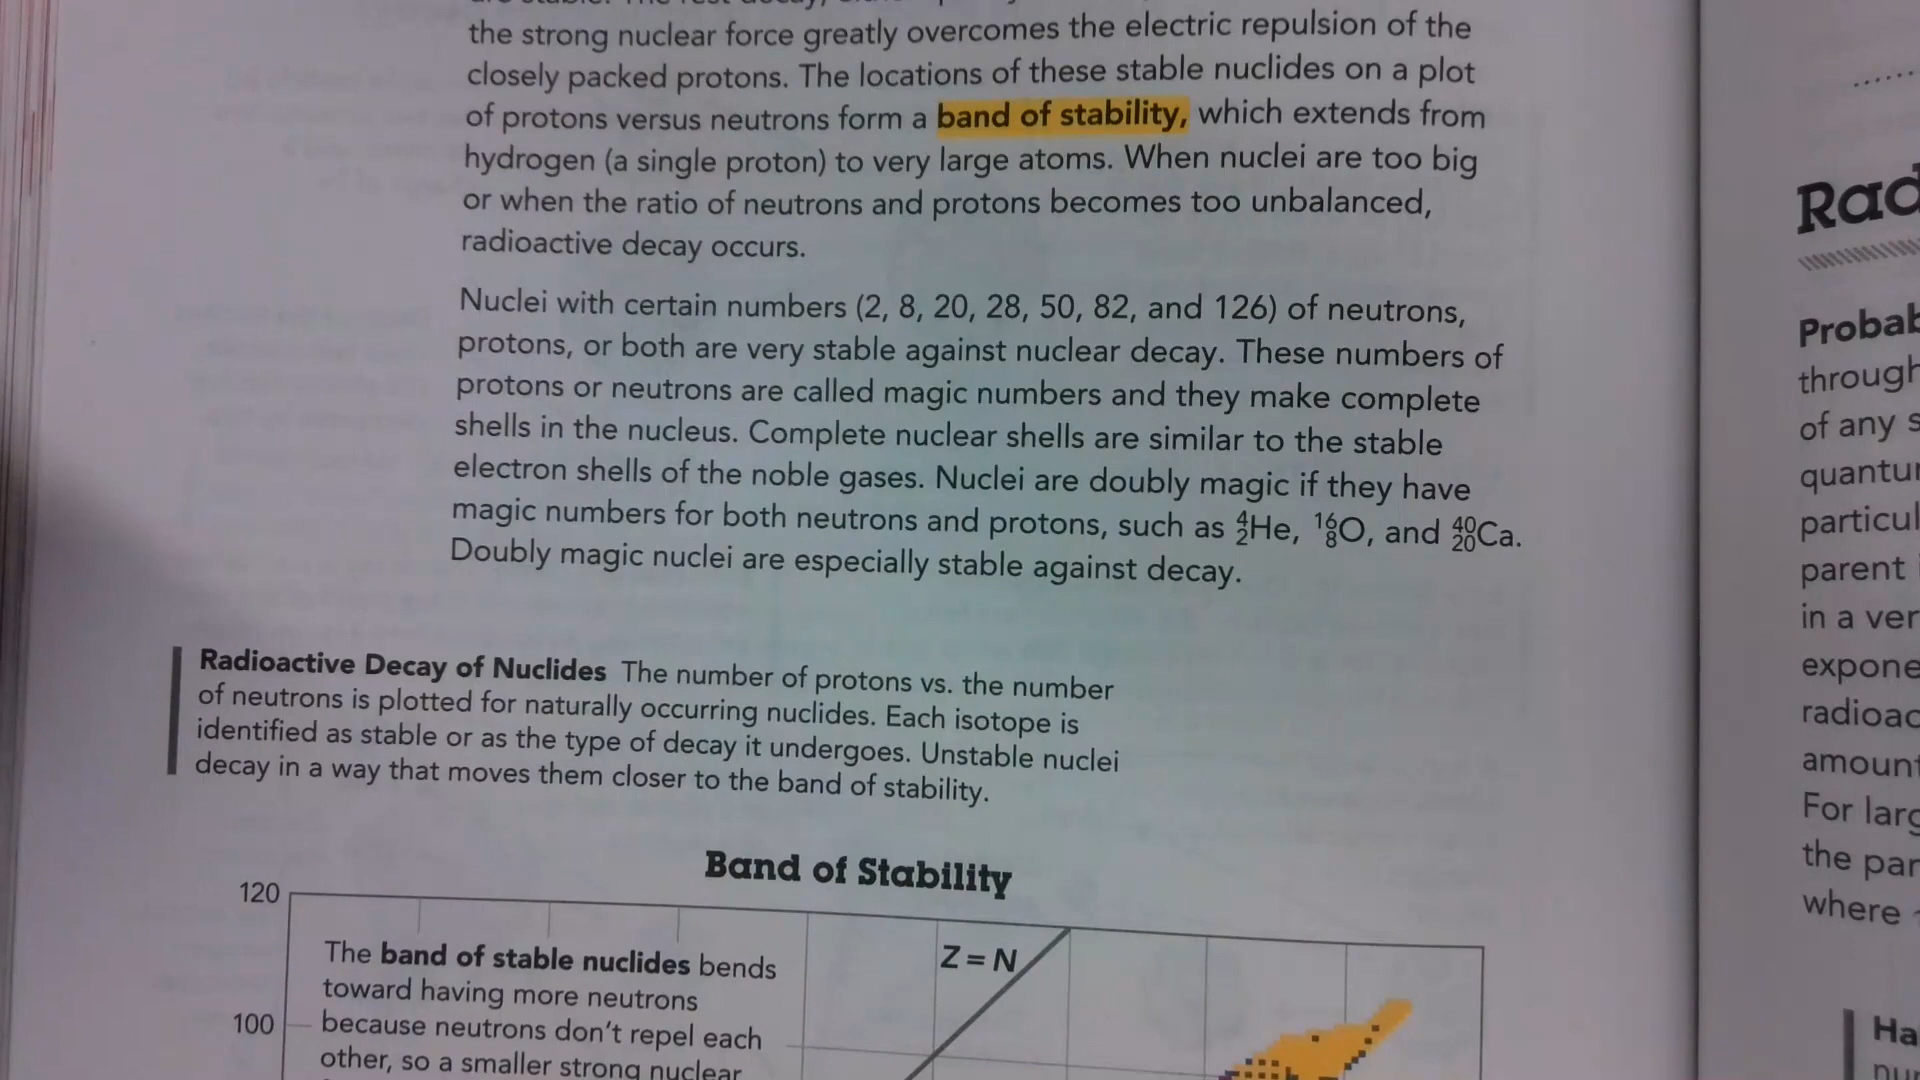 the strong nuclear force greatly overcomes the electric repulsion of the
closely packed protons. The locations of these stable nuclides on a plot
of protons versus neutrons form a band of stability, which extends from
hydrogen (a single proton) to very large atoms. When nuclei are too big
or when the ratio of neutrons and protons becomes too unbalanced,
radioactive decay occurs.
Nuclei with certain numbers (2, 8, 20, 28, 50, 82, and 126) of neutrons,
protons, or both are very stable against nuclear decay. These numbers of
protons or neutrons are called magic numbers and they make complete
shells in the nucleus. Complete nuclear shells are similar to the stable
electron shells of the noble gases. Nuclei are doubly magic if they have
magic numbers for both neutrons and protons, such as ⁴₂He, ¹⁶₈O, and ⁴⁰₂₀Ca.
Doubly magic nuclei are especially stable against decay.
Radioactive Decay of Nuclides The number of protons vs. the number
of neutrons is plotted for naturally occurring nuclides. Each isotope is
identified as stable or as the type of decay it undergoes. Unstable nuclei
decay in a way that moves them closer to the band of stability.
Band of Stability
120
Z = N
The band of stable nuclides bends
toward having more neutrons
100
because neutrons don't repel each
other, so a smaller strong nuclear
Rad
Probab
through
of any s
quantu
particul
parent
in a ver
expone
radioac
amount
For larg
the par
where
Ha